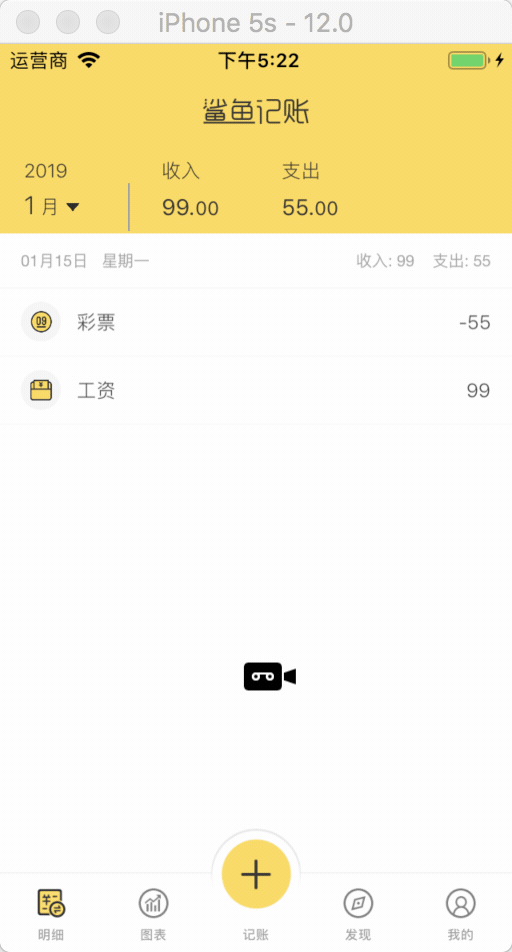 iPhone 5s - 12.0
运营商 下午5:22
鲨鱼记账
2019 收入 支出
1月 99.00 55.00
01月15日 星期一 收入: 99 支出: 55
09 彩票 -55
¥ 工资 99
明细 图表 记账 发现 我的